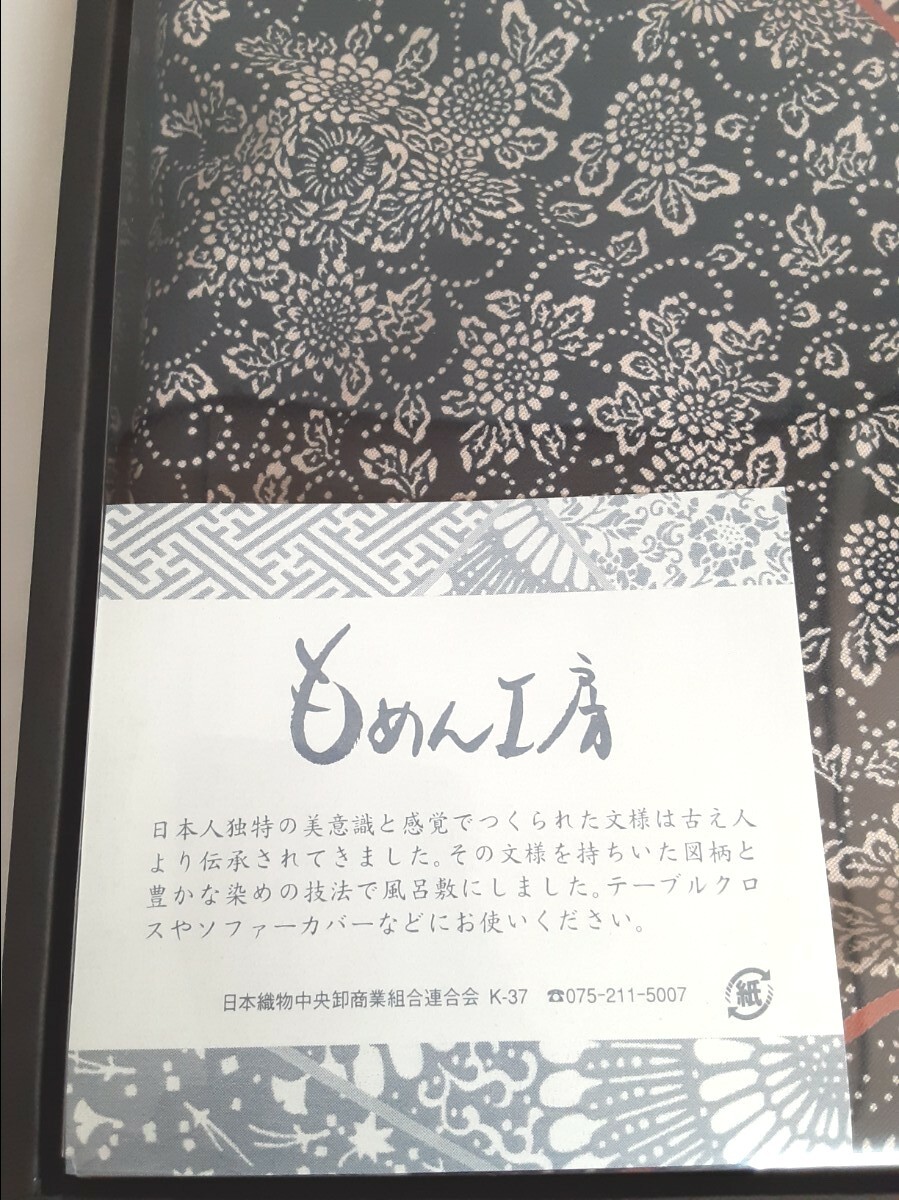 もめん工房
日本人独特の美意識と感覚でつくられた文様は古え人
より伝承されてきました。その文様を持ちいた図柄と
豊かな染めの技法で風呂敷にしました。テーブルクロ
スやソファーカバーなどにお使いください。
日本織物中央卸商業組合連合会 K-37 ☎075-211-5007
紙